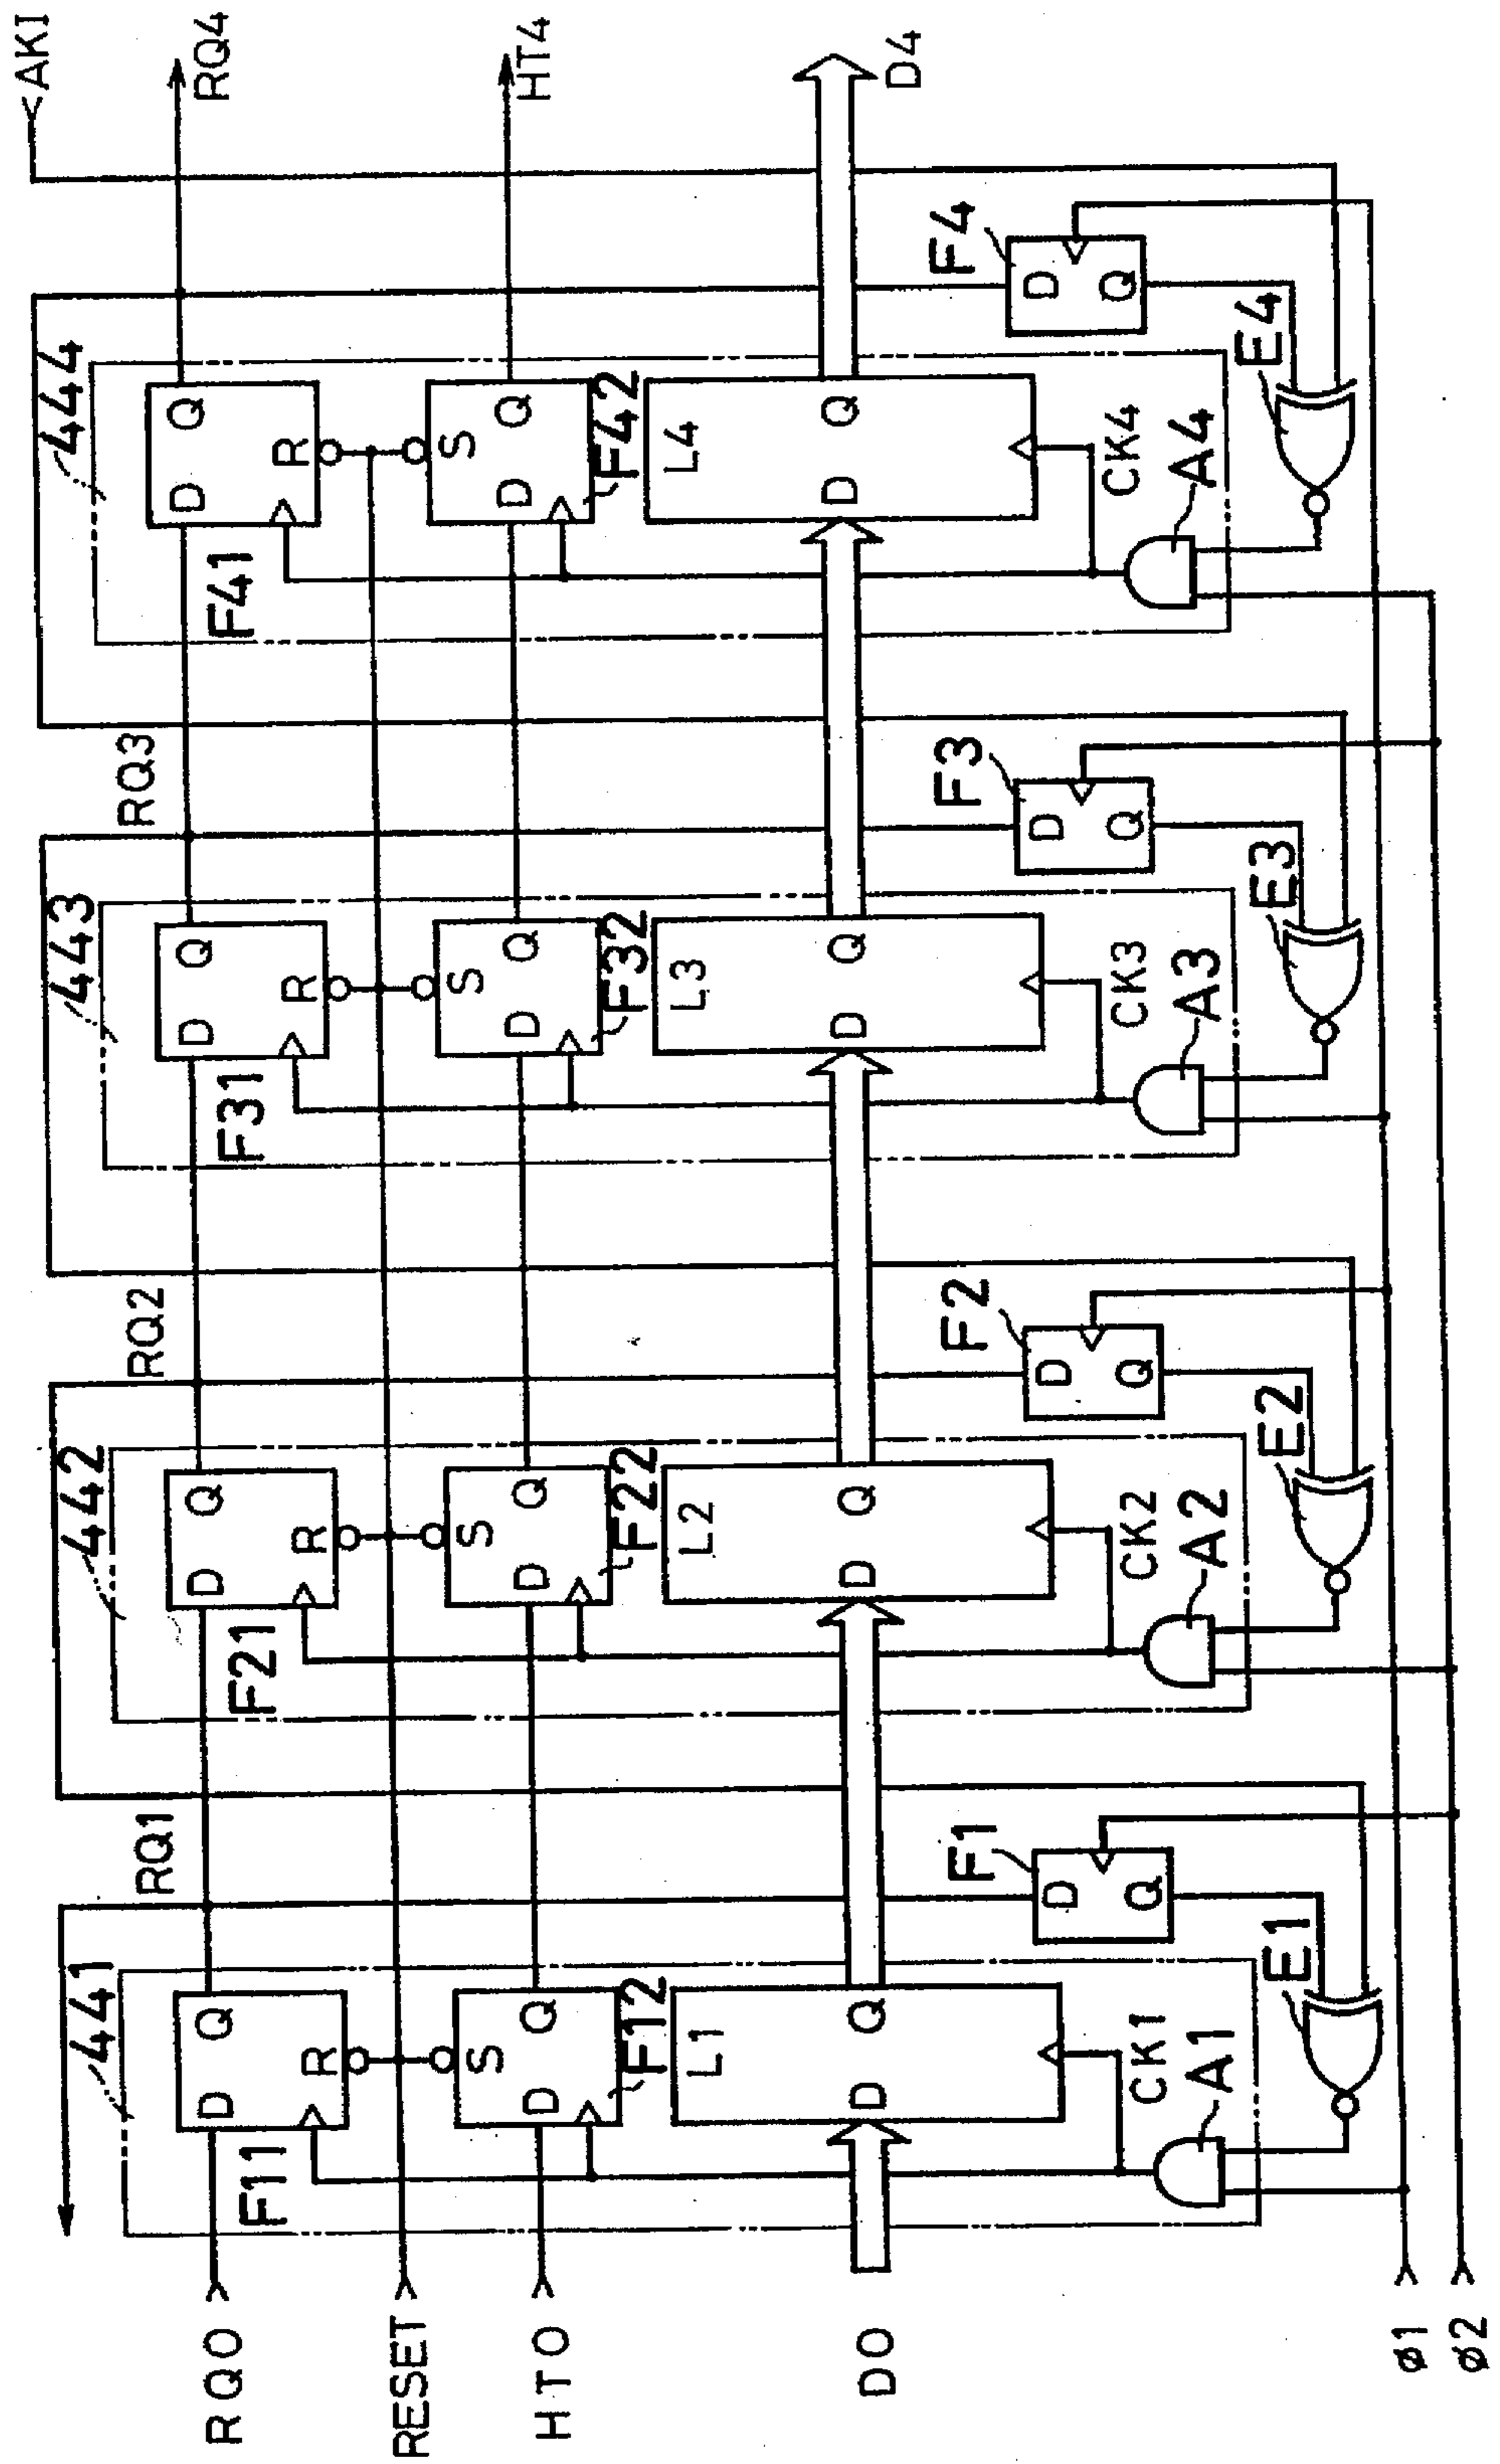 <AKI
RQ4
HT4
D4
444
D Q
R
F41
S
D Q
F42
L4
D Q
CK4
A4
F4
D
Q
E4
RQ3
443
D Q
R
F31
S
D Q
F32
L3
D Q
CK3
A3
F3
D
Q
E3
RQ2
442
D Q
R
F21
S
D Q
F22
L2
D Q
CK2
A2
F2
D
Q
E2
RQ1
441
D Q
R
F11
S
D Q
F12
L1
D Q
CK1
A1
F1
D
Q
E1
RQ0
RESET
HT0
D0
ø1
ø2